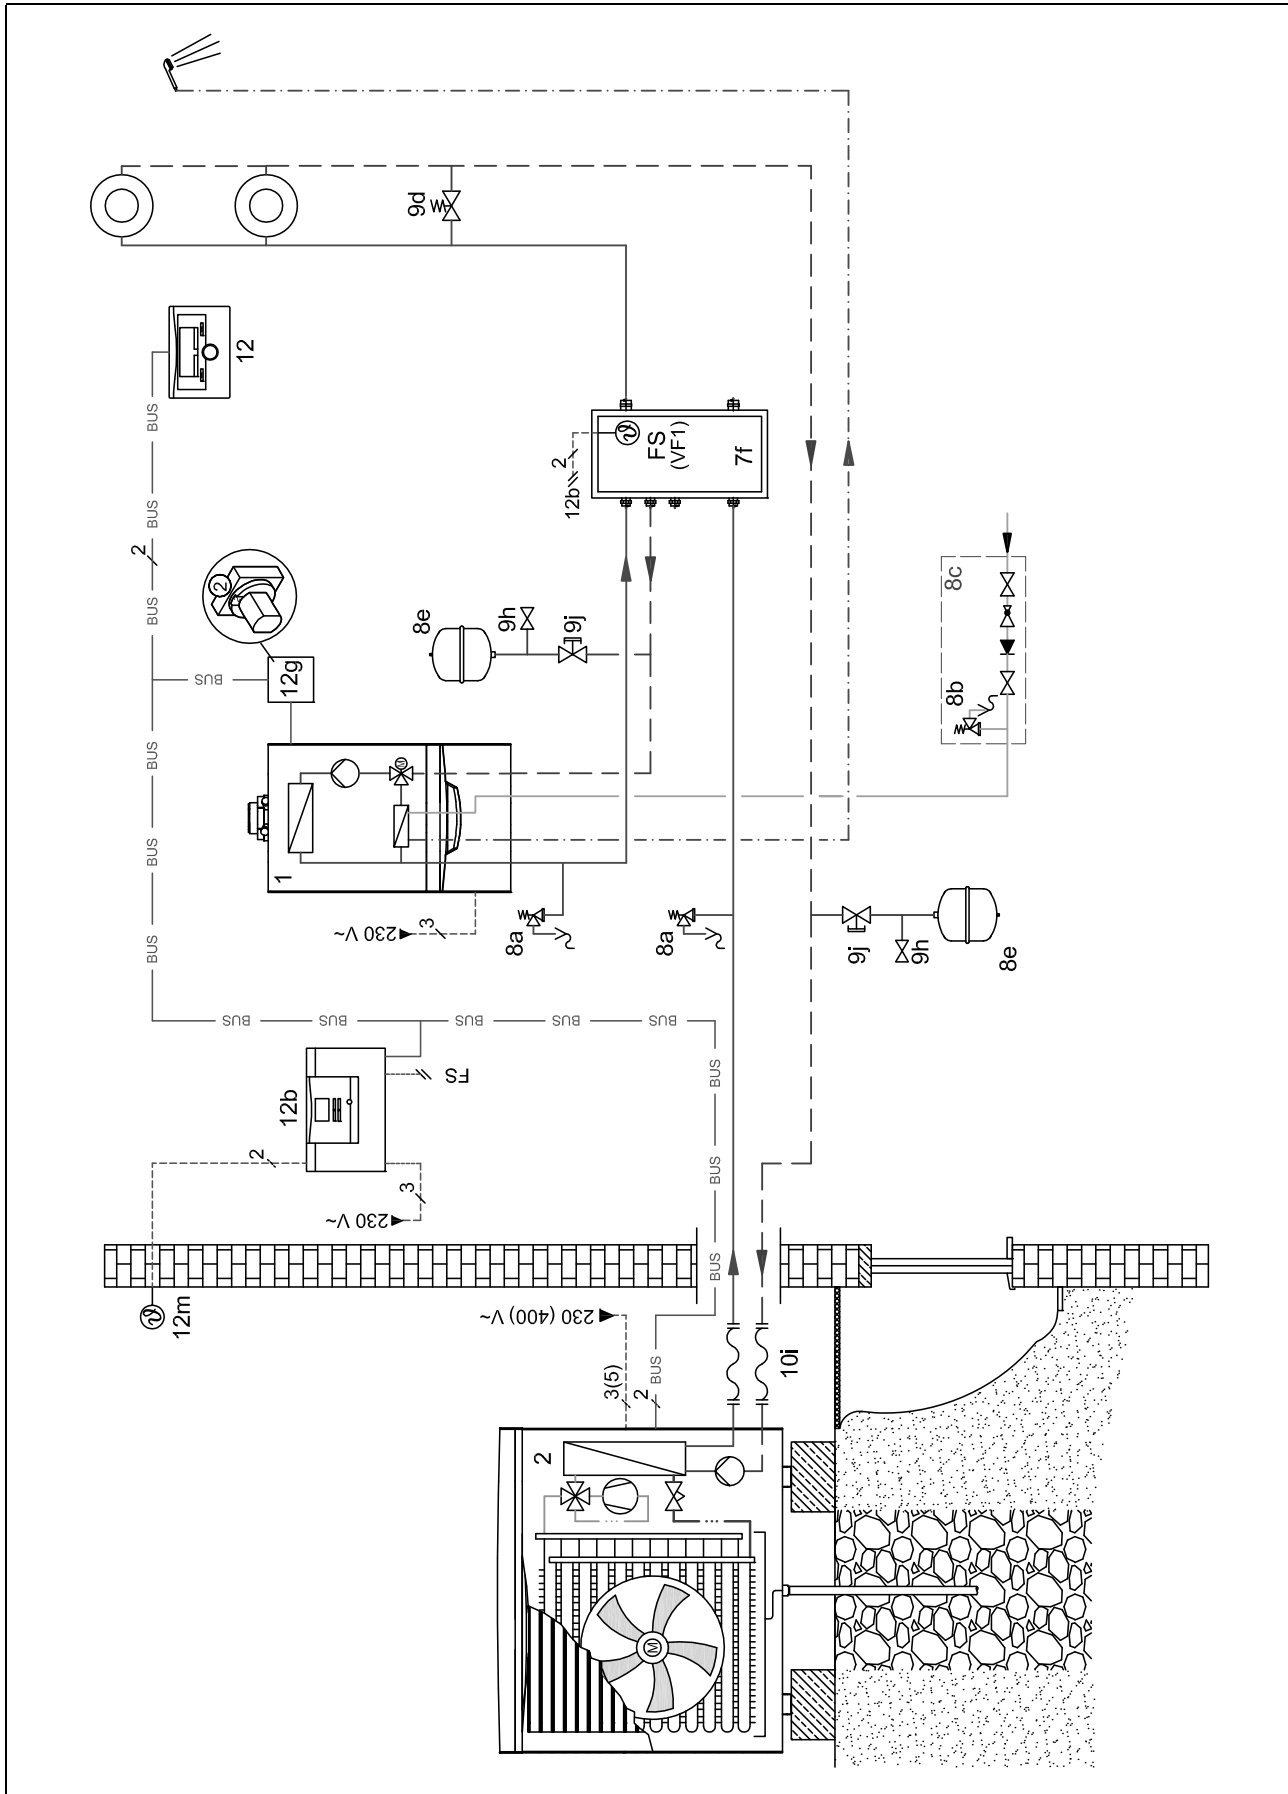 BUS
BUS
BUS
BUS
2
BUS
BUS
12m
12
2
2
BUS
BUS
12g
12b
1
BUS
230 V~
3
230 V~
3
9d
8e
FS
BUS
9h
8a
9j
M
230 (400) V~
2
BUS
12b
2
3(5)
2
BUS
BUS
M
FS
(VF1)
8a
BUS
BUS
BUS
7f
10i
9j
9h
8b
8c
8e